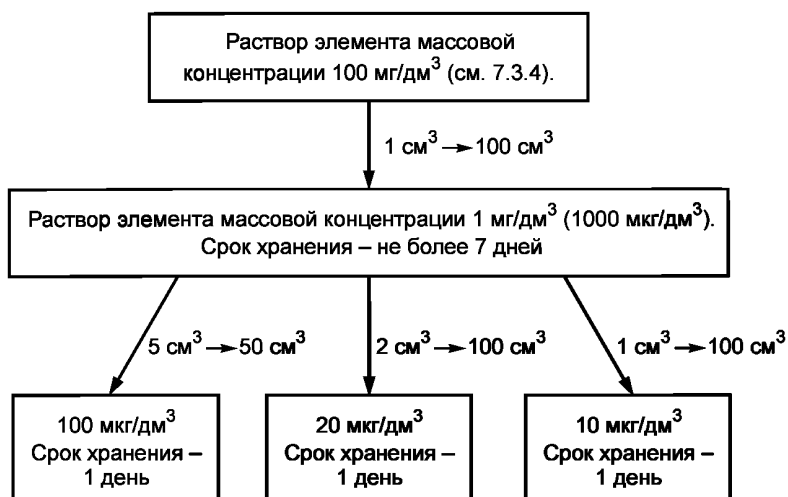 Раствор элемента массовой
концентрации 100 мг/дм³ (см. 7.3.4).
1 см³→100 см³
Раствор элемента массовой концентрации 1 мг/дм³ (1000 мкг/дм³).
Срок хранения – не более 7 дней
5 см³→50 см³
2 см³→100 см³
1 см³→100 см³
100 мкг/дм³
Срок хранения –
1 день
20 мкг/дм³
Срок хранения –
1 день
10 мкг/дм³
Срок хранения –
1 день